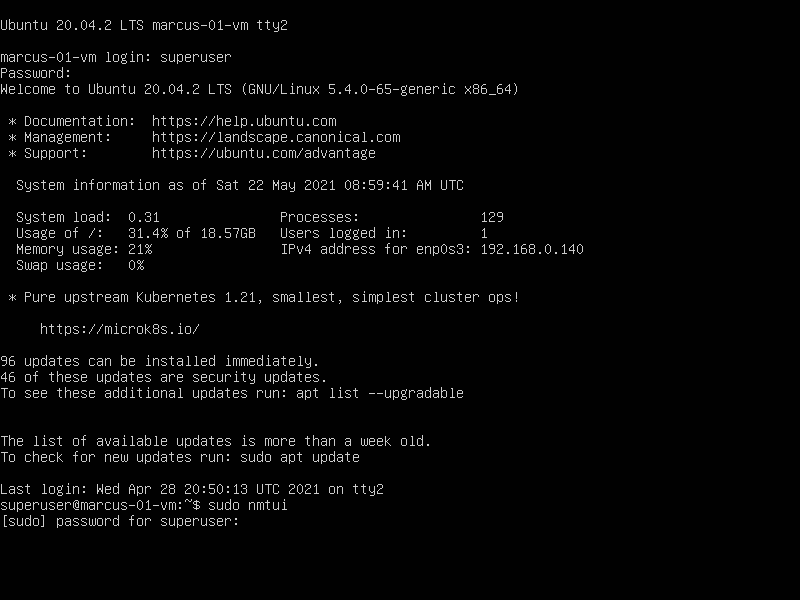 Ubuntu 20.04.2 LTS marcus-01-vm tty2
marcus-01-vm login: superuser
Password:
Welcome to Ubuntu 20.04.2 LTS (GNU/Linux 5.4.0-65-generic x86_64)
* Documentation:  https://help.ubuntu.com
* Management:     https://landscape.canonical.com
* Support:        https://ubuntu.com/advantage
System information as of Sat 22 May 2021 08:59:41 AM UTC
System load:  0.31               Processes:               129
Usage of /:   31.4% of 18.57GB   Users logged in:         1
Memory usage: 21%                IPv4 address for enp0s3: 192.168.0.140
Swap usage:   0%
* Pure upstream Kubernetes 1.21, smallest, simplest cluster ops!
https://microk8s.io/
96 updates can be installed immediately.
46 of these updates are security updates.
To see these additional updates run: apt list --upgradable
The list of available updates is more than a week old.
To check for new updates run: sudo apt update
Last login: Wed Apr 28 20:50:13 UTC 2021 on tty2
superuser@marcus-01-vm:~$ sudo nmtui
[sudo] password for superuser: